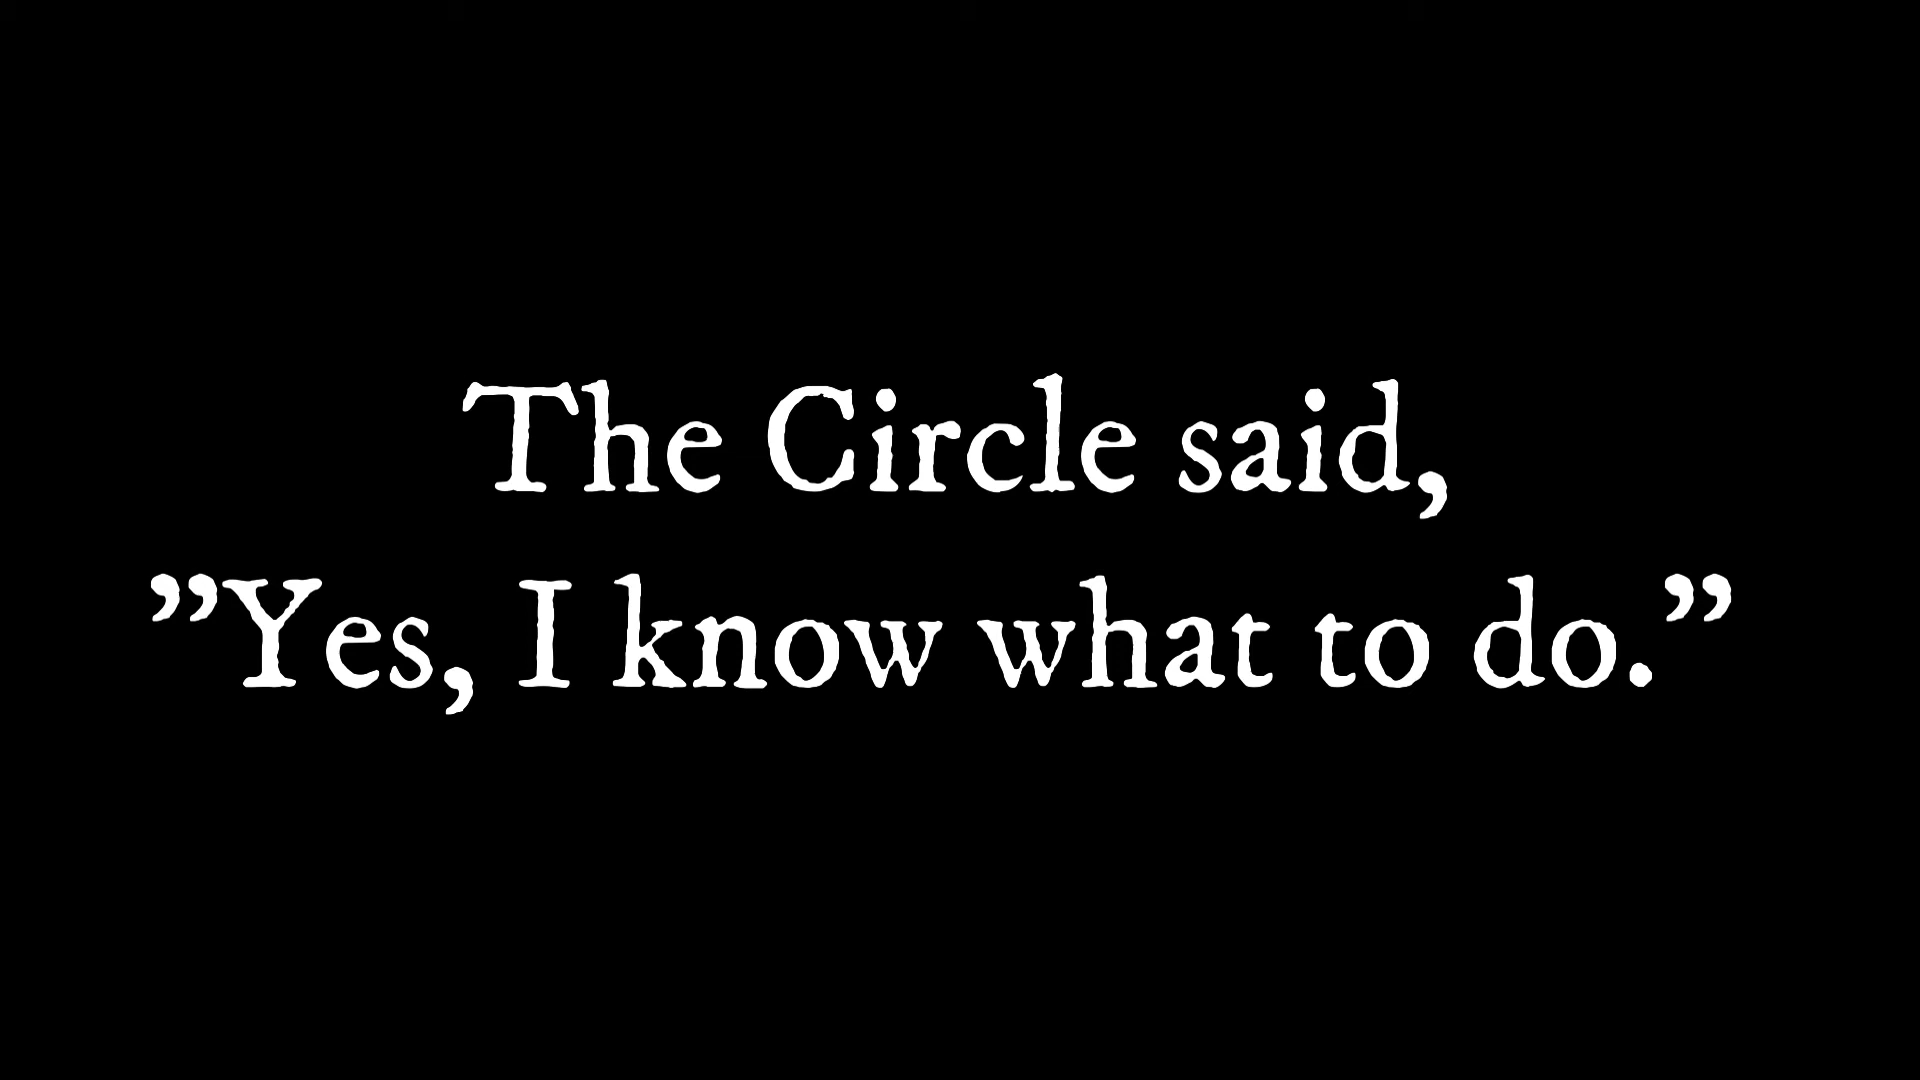 The Circle said,
”Yes, I know what to do.”